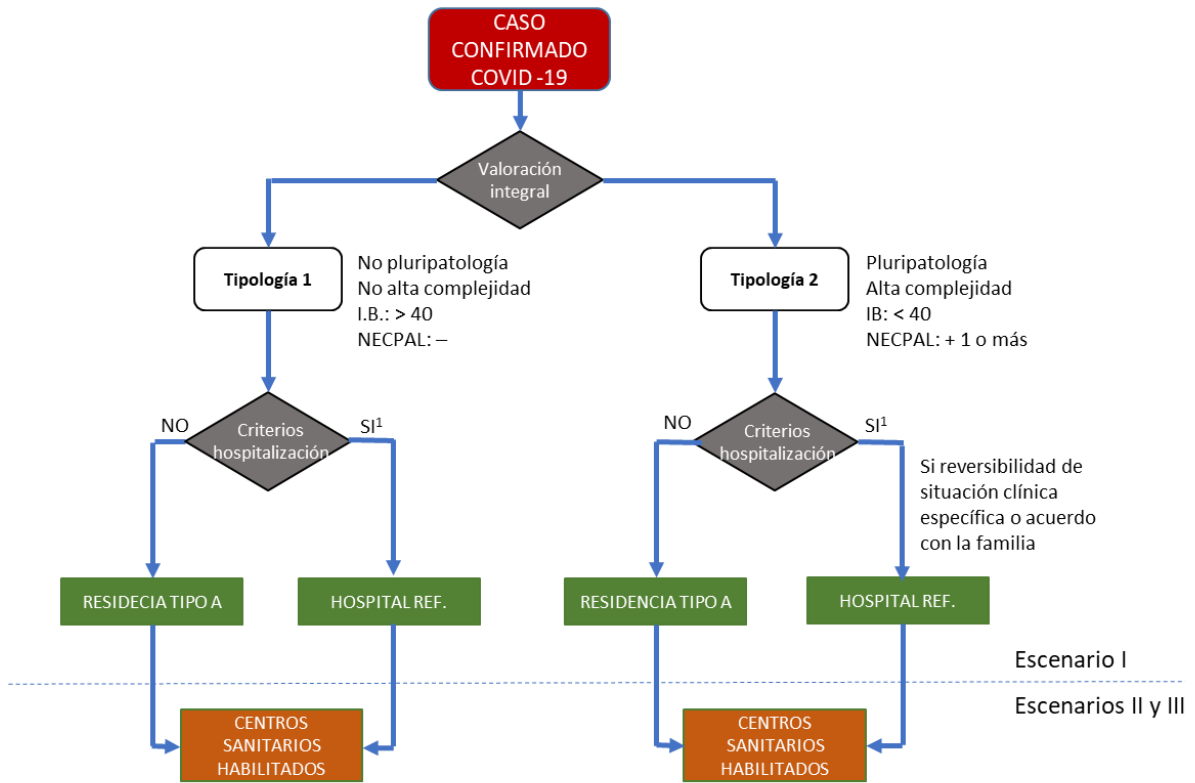 CASO
CONFIRMADO
COVID -19
Valoración
integral
Tipología 1
No pluripatología
No alta complejidad
I.B.: > 40
NECPAL: –
Tipología 2
Pluripatología
Alta complejidad
IB: < 40
NECPAL: + 1 o más
NO
Criterios
hospitalización
SI¹
NO
Criterios
hospitalización
SI¹
Si reversibilidad de
situación clínica
específica o acuerdo
con la familia
RESIDECIA TIPO A
HOSPITAL REF.
RESIDENCIA TIPO A
HOSPITAL REF.
Escenario I
Escenarios II y III
CENTROS
SANITARIOS
HABILITADOS
CENTROS
SANITARIOS
HABILITADOS